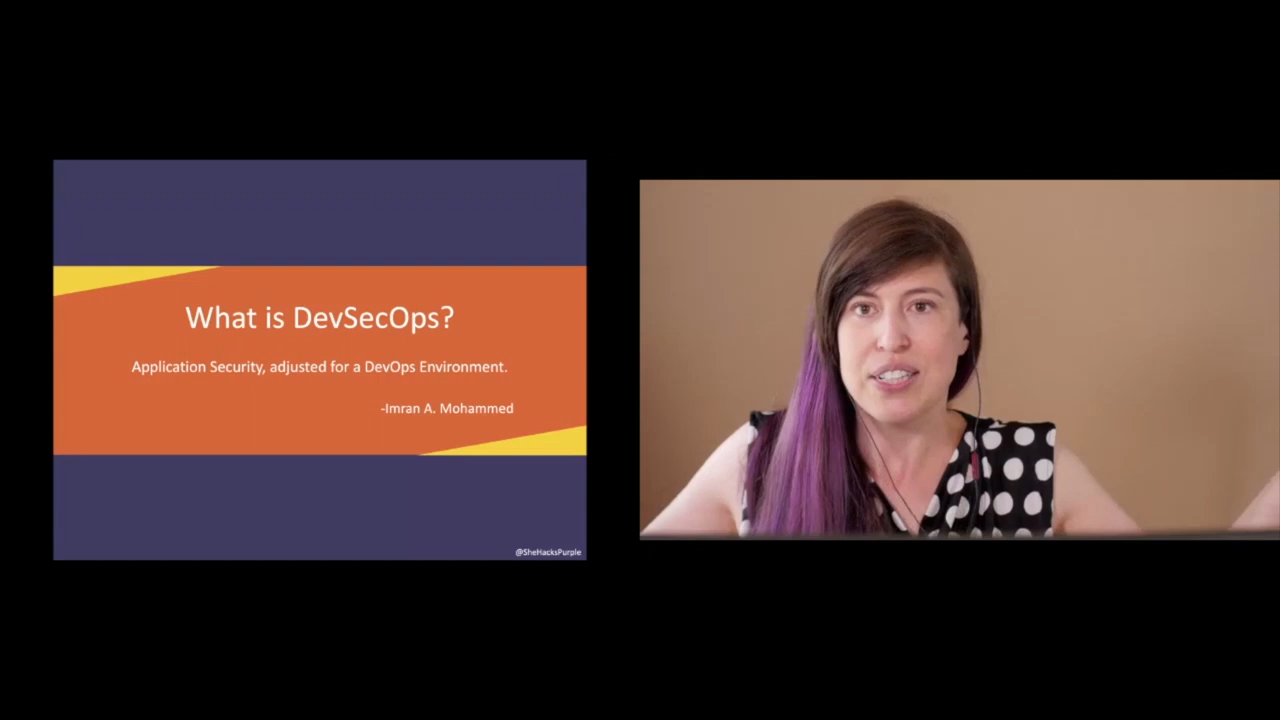 What is DevSecOps?
Application Security, adjusted for a DevOps Environment.
-Imran A. Mohammed
@SheHacksPurple